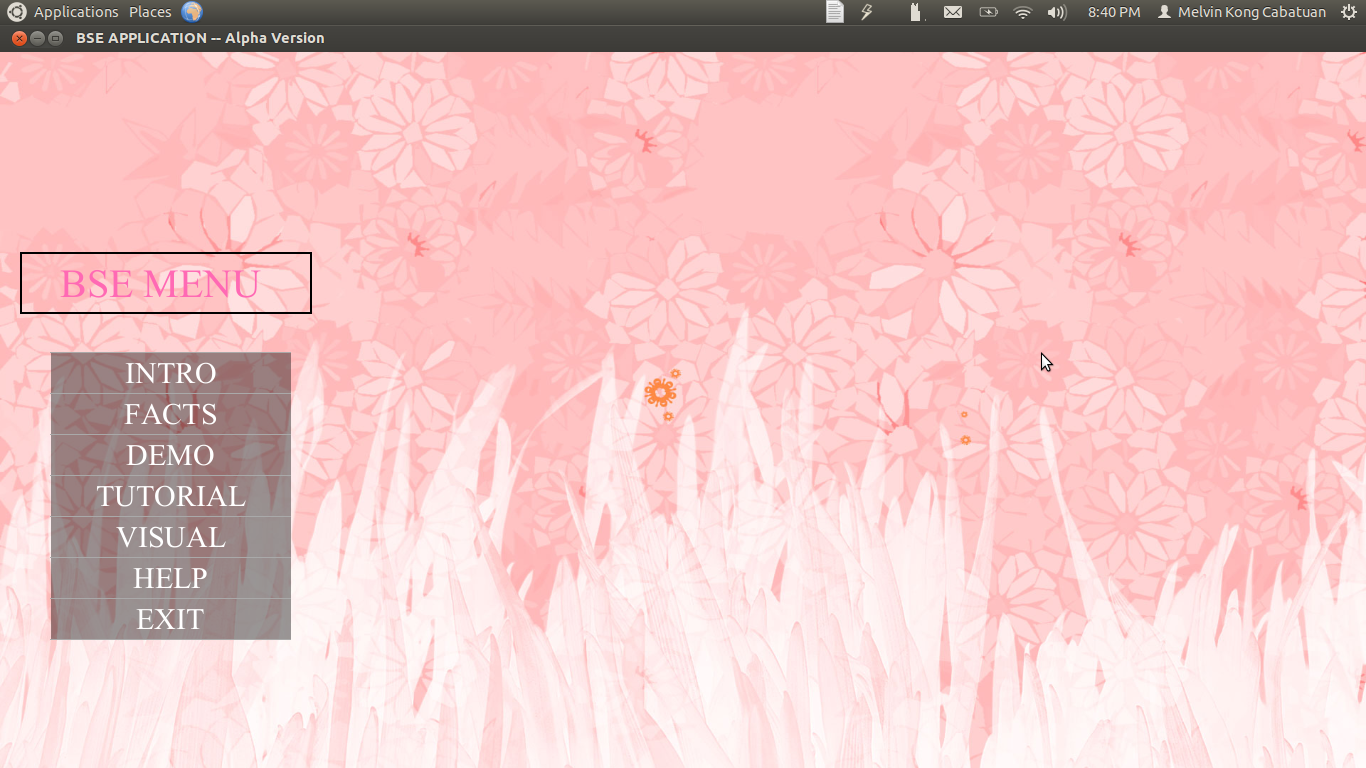 Applications Places 8:40 PM Melvin Kong Cabatuan
BSE APPLICATION -- Alpha Version
BSE MENU
INTRO
FACTS
DEMO
TUTORIAL
VISUAL
HELP
EXIT